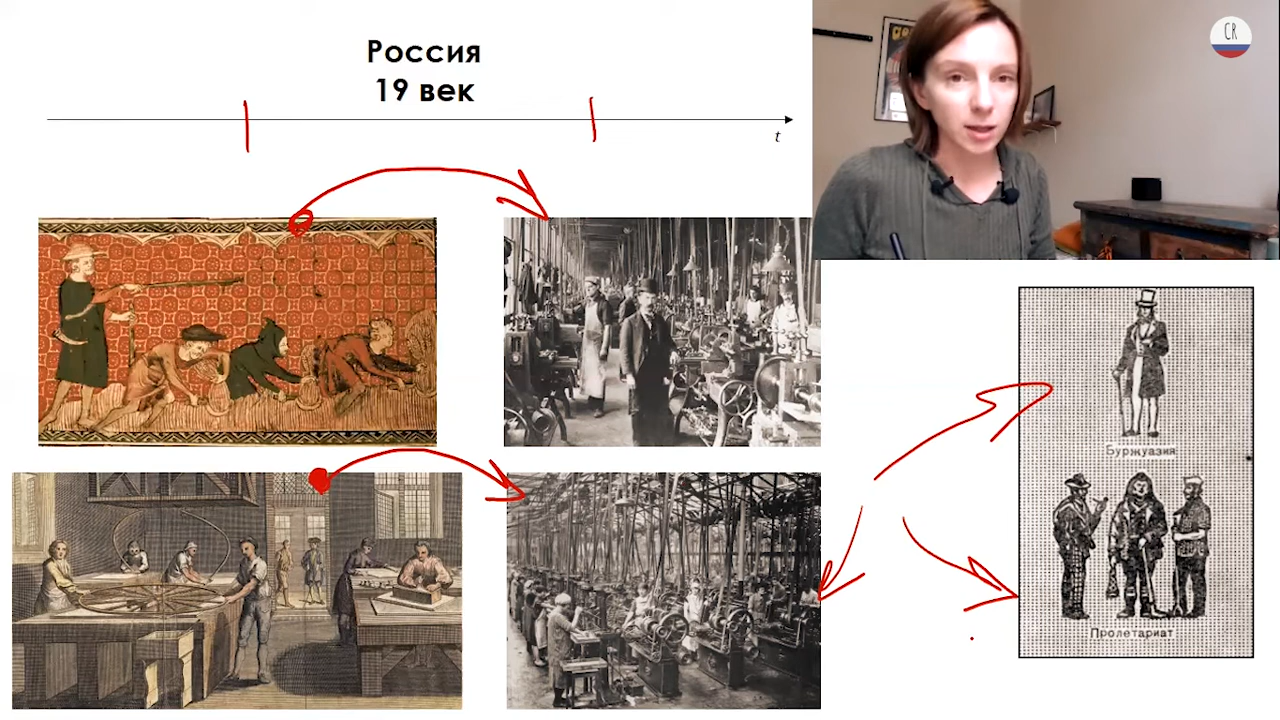 Россия
19 век
t
CR
Буржуазия
Пролетариат